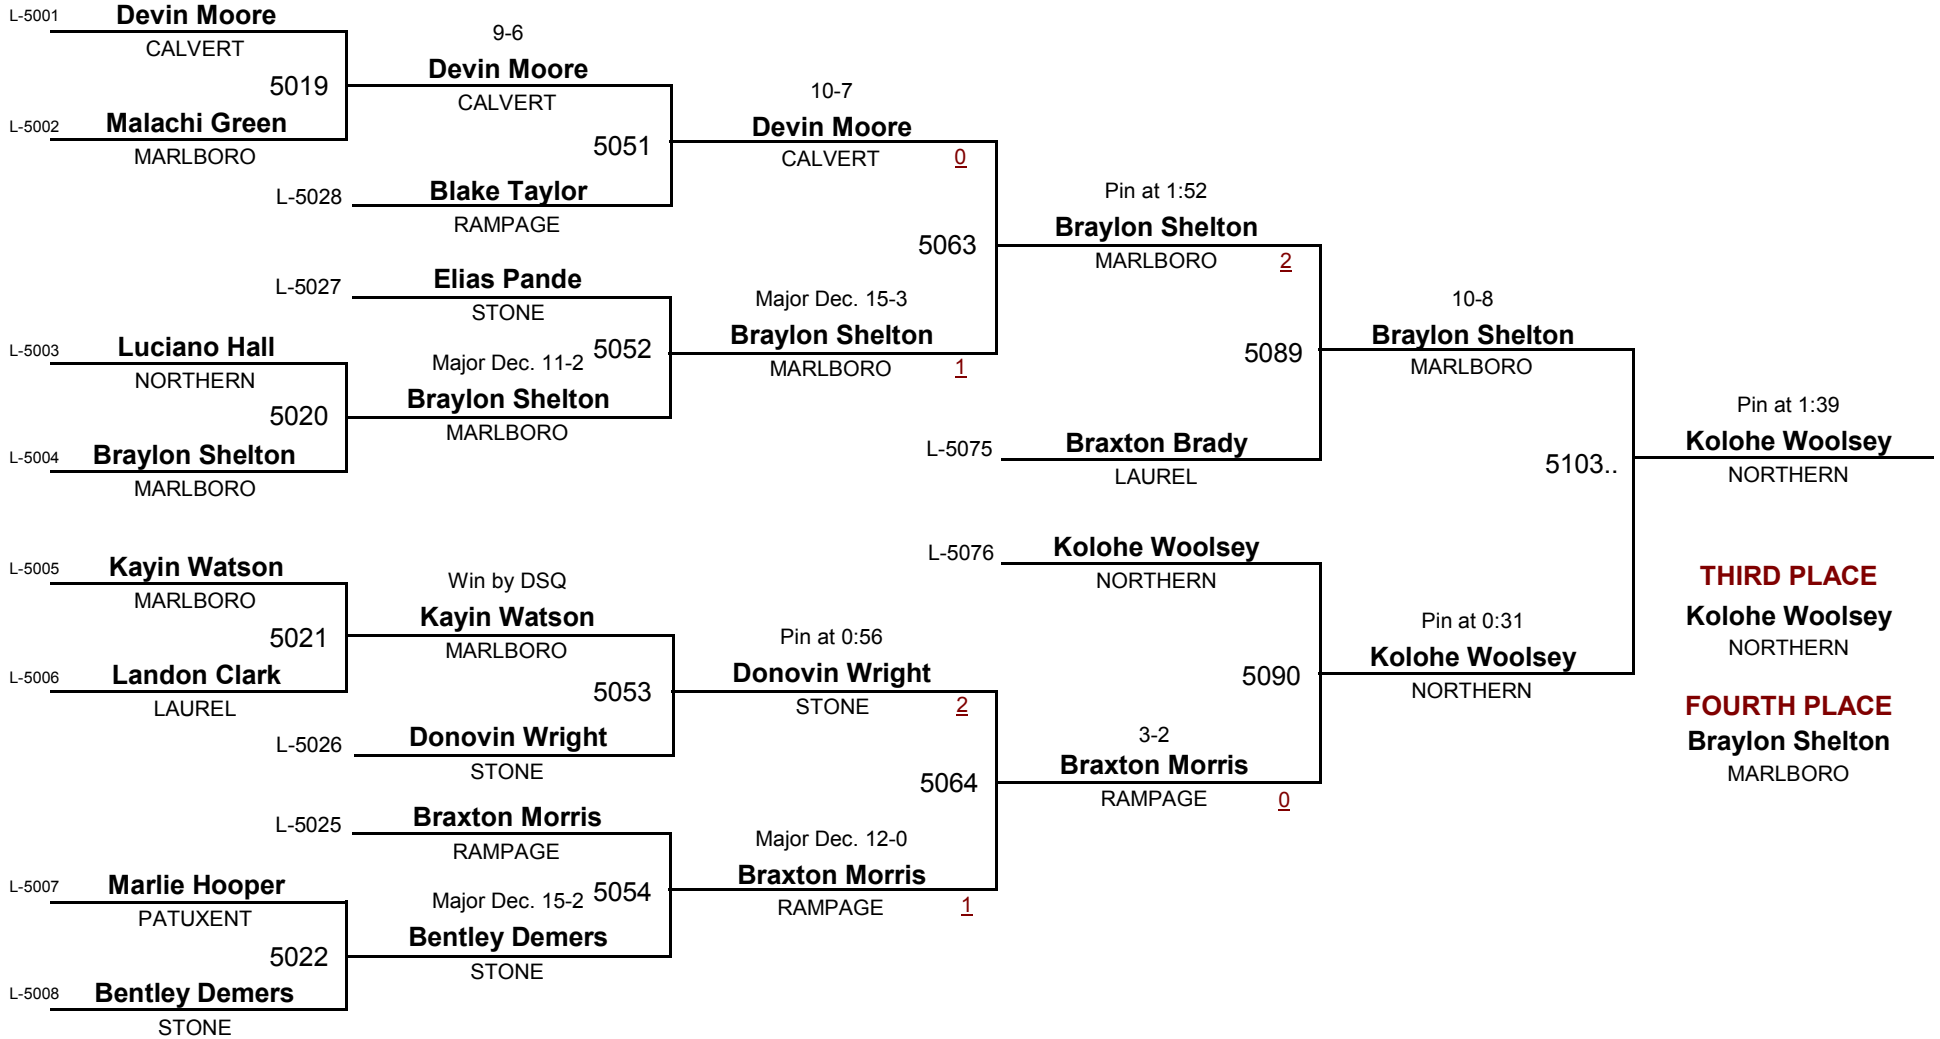 L-5001
Devin Moore
CALVERT
5019
L-5002
Malachi Green
MARLBORO
9-6
Devin Moore
CALVERT
5051
L-5028
Blake Taylor
RAMPAGE
10-7
Devin Moore
CALVERT
0
5063
L-5027
Elias Pande
STONE
5052
L-5003
Luciano Hall
NORTHERN
5020
L-5004
Braylon Shelton
MARLBORO
Major Dec. 11-2
Braylon Shelton
MARLBORO
Major Dec. 15-3
Braylon Shelton
MARLBORO
1
Pin at 1:52
Braylon Shelton
MARLBORO
2
5089
L-5075
Braxton Brady
LAUREL
10-8
Braylon Shelton
MARLBORO
5103..
Pin at 1:39
Kolohe Woolsey
NORTHERN
L-5005
Kayin Watson
MARLBORO
5021
L-5006
Landon Clark
LAUREL
Win by DSQ
Kayin Watson
MARLBORO
5053
L-5026
Donovin Wright
STONE
Pin at 0:56
Donovin Wright
STONE
2
5064
L-5025
Braxton Morris
RAMPAGE
5054
L-5007
Marlie Hooper
PATUXENT
5022
L-5008
Bentley Demers
STONE
Major Dec. 15-2
Bentley Demers
STONE
Major Dec. 12-0
Braxton Morris
RAMPAGE
1
L-5076
Kolohe Woolsey
NORTHERN
5090
3-2
Braxton Morris
RAMPAGE
0
Pin at 0:31
Kolohe Woolsey
NORTHERN
THIRD PLACE
Kolohe Woolsey
NORTHERN
FOURTH PLACE
Braylon Shelton
MARLBORO